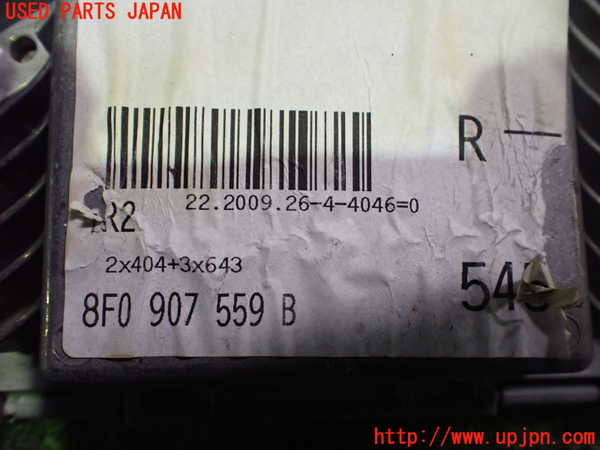 USED PARTS JAPAN
R—
22.2009.26-4-4046=0
2x404+3x643
8F0 907 559 B
http://www.upjpn.com/